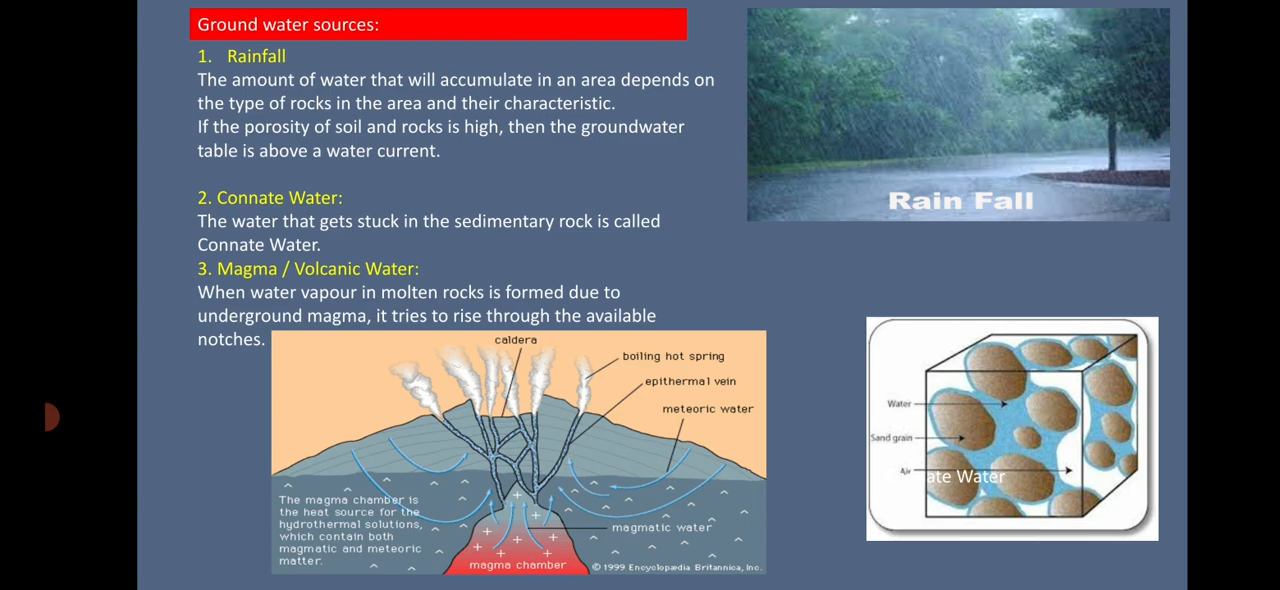 Ground water sources:
1. Rainfall
The amount of water that will accumulate in an area depends on
the type of rocks in the area and their characteristic.
If the porosity of soil and rocks is high, then the groundwater
table is above a water current.
2. Connate Water:
The water that gets stuck in the sedimentary rock is called
Connate Water.
3. Magma / Volcanic Water:
When water vapour in molten rocks is formed due to
underground magma, it tries to rise through the available
notches.
Rain Fall
caldera
boiling hot spring
epithermal vein
meteoric water
The magma chamber is
the heat source for the
hydrothermal solutions,
which contain both
magmatic and meteoric
matter.
magmatic water
magma chamber
© 1999 Encyclopædia Britannica, Inc.
Water
Sand grain
Air
Water